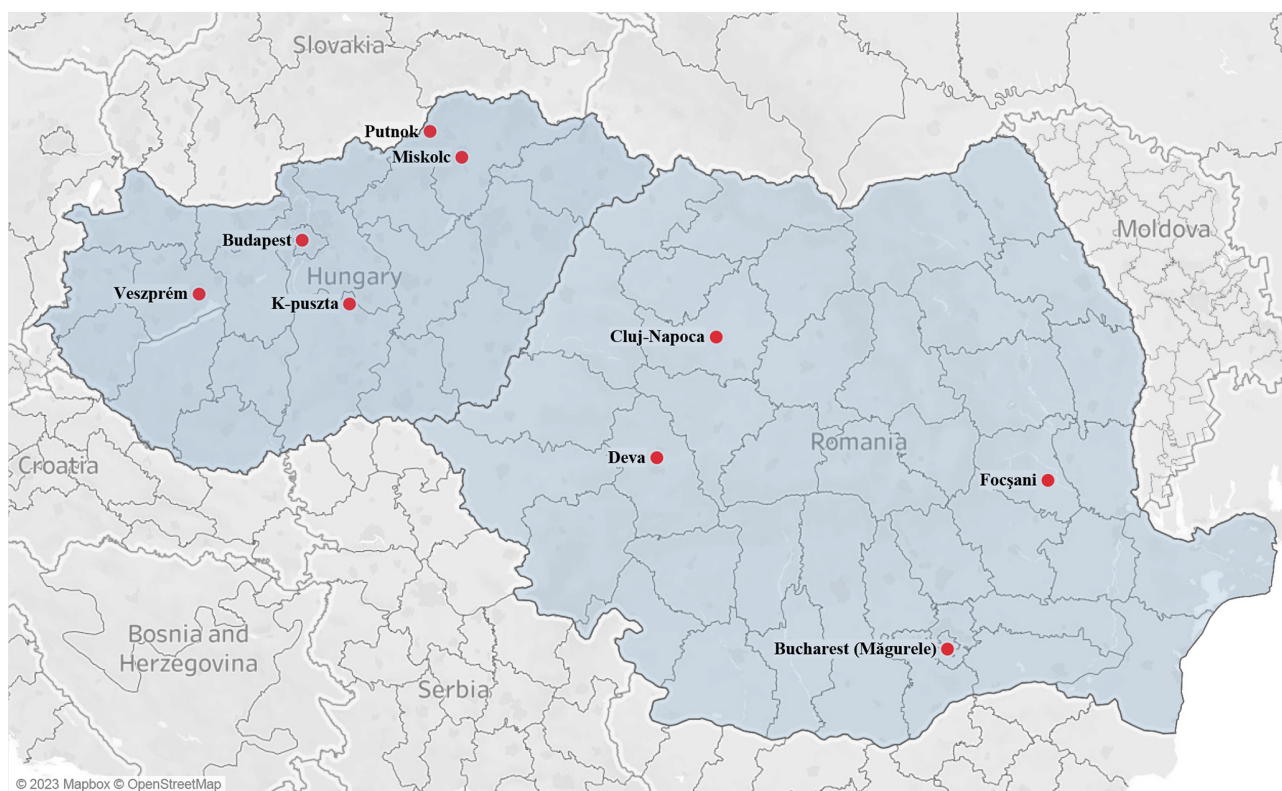 Slovakia
Putnok
Miskolc
Moldova
Budapest
Hungary
Veszprém
K-puszta
Cluj-Napoca
Romania
Croatia
Deva
Focşani
Bosnia and
Herzegovina
Bucharest (Măgurele)
Serbia
© 2023 Mapbox © OpenStreetMap